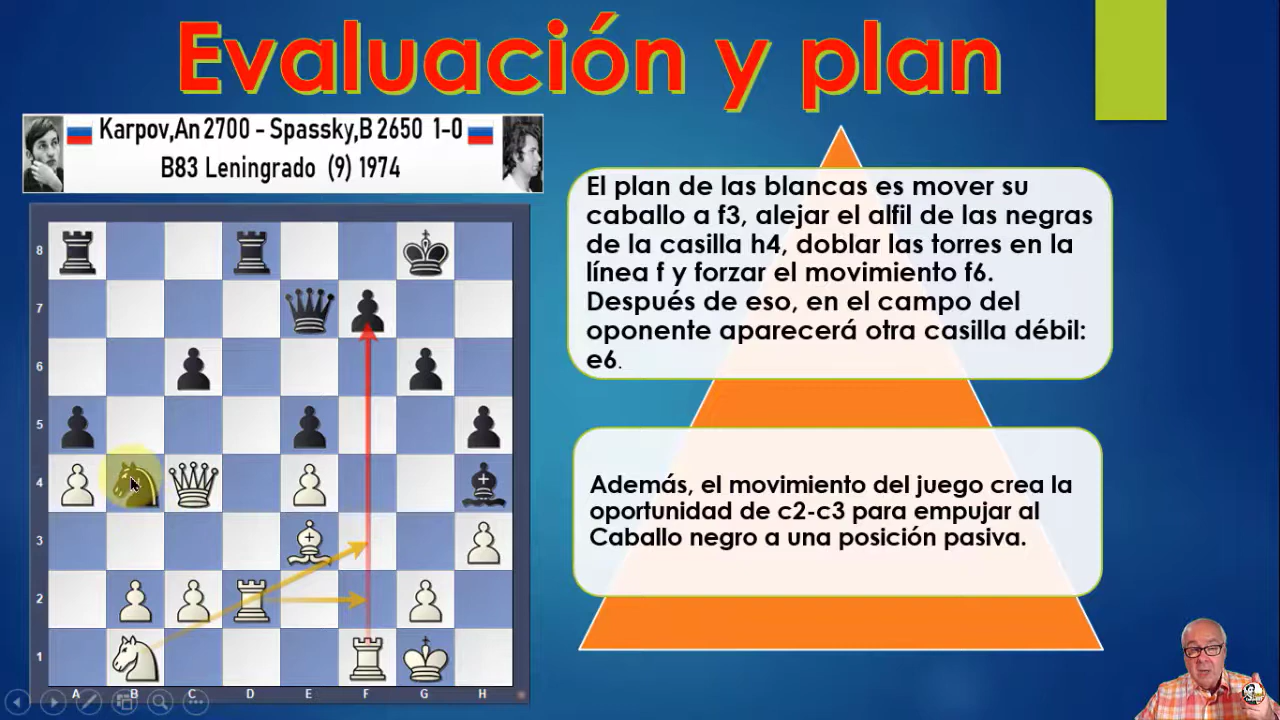 Evaluación y plan
Karpov,An 2700 - Spassky,B 2650 1-0
B83 Leningrado (9) 1974
El plan de las blancas es mover su
caballo a f3, alejar el alfil de las negras
de la casilla h4, doblar las torres en la
línea f y forzar el movimiento f6.
Después de eso, en el campo del
oponente aparecerá otra casilla débil:
e6.
Además, el movimiento del juego crea la
oportunidad de c2-c3 para empujar al
Caballo negro a una posición pasiva.
8
7
6
5
4
3
2
1
A B C D E F G H